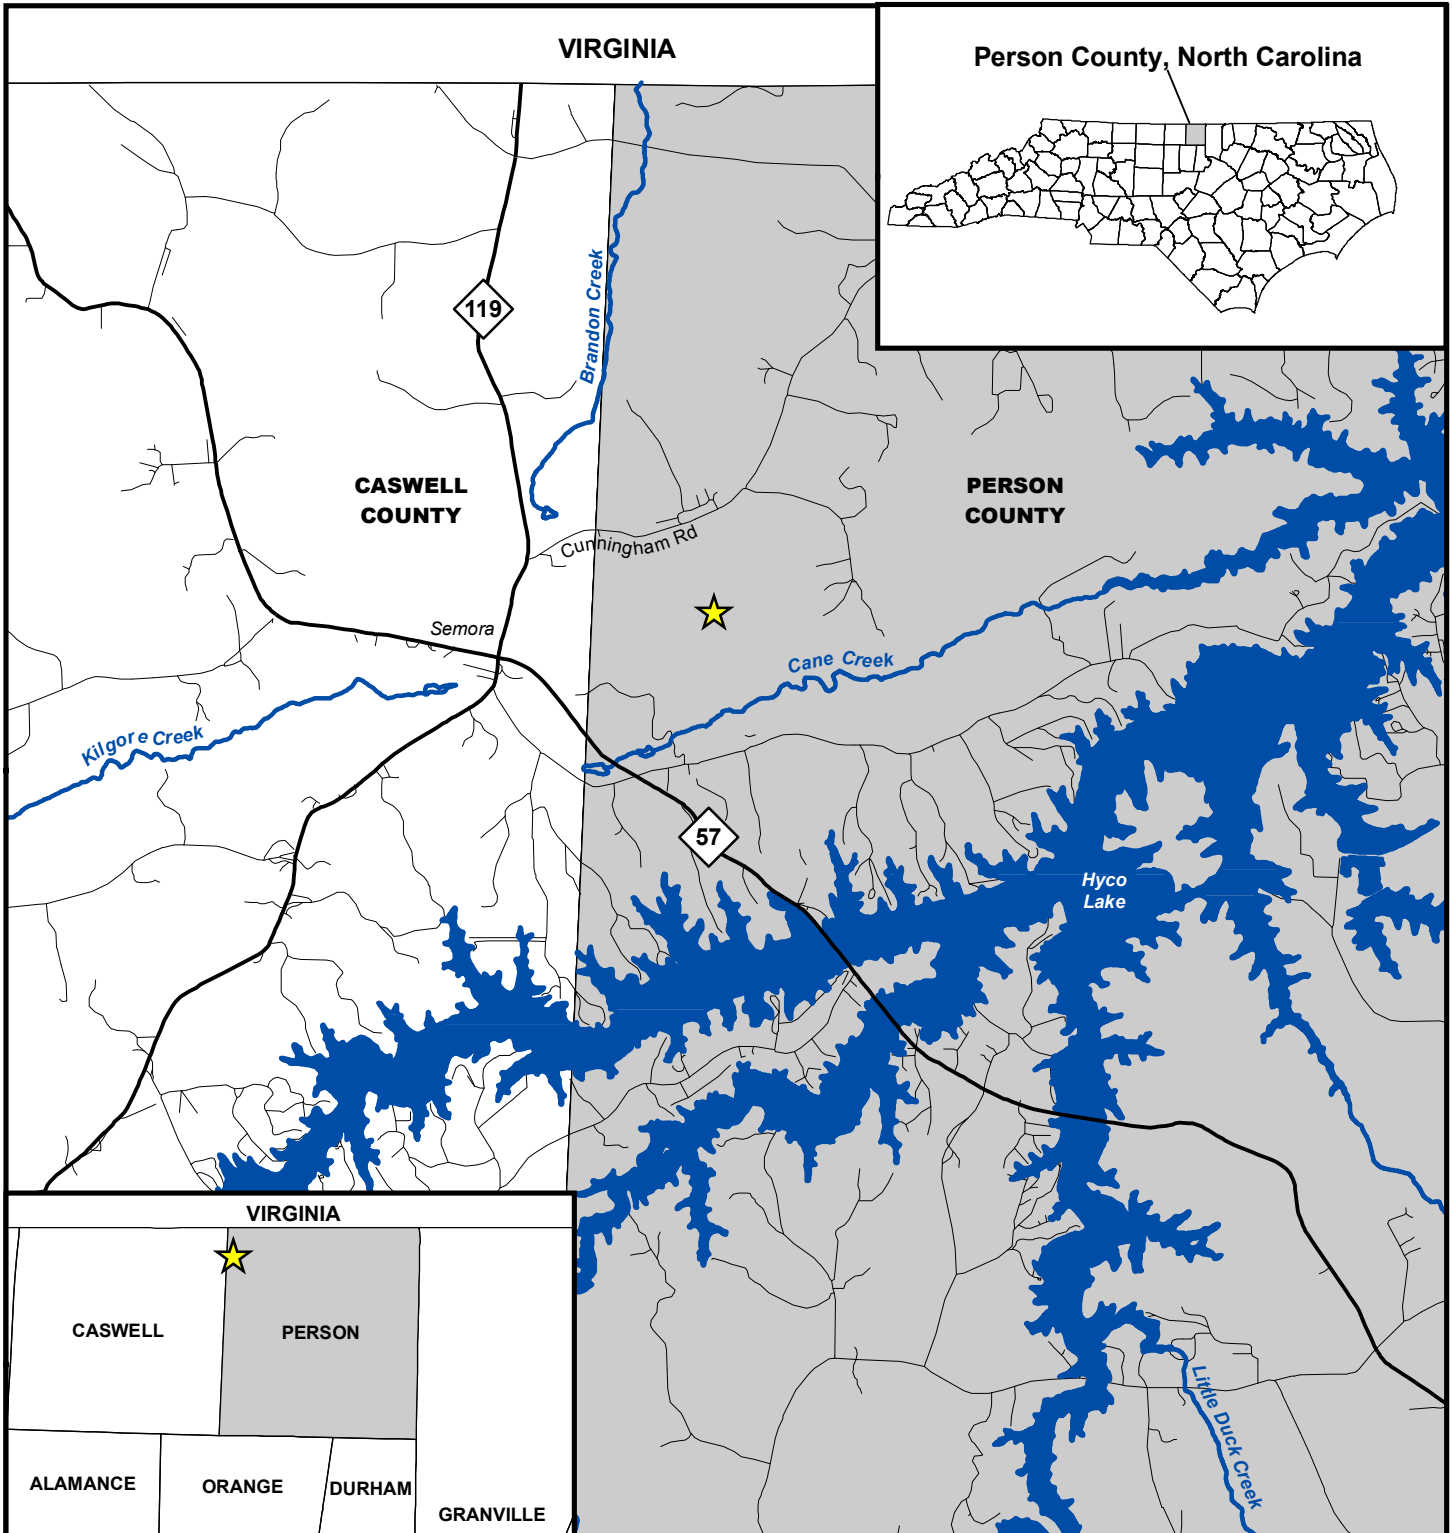 VIRGINIA
Person County, North Carolina
119
Brandon Creek
CASWELL
COUNTY
PERSON
COUNTY
Cunningham Rd
Semora
Cane Creek
Kilgore Creek
57
Hyco
Lake
Little Duck Creek
VIRGINIA
CASWELL
PERSON
ALAMANCE
ORANGE
DURHAM
GRANVILLE